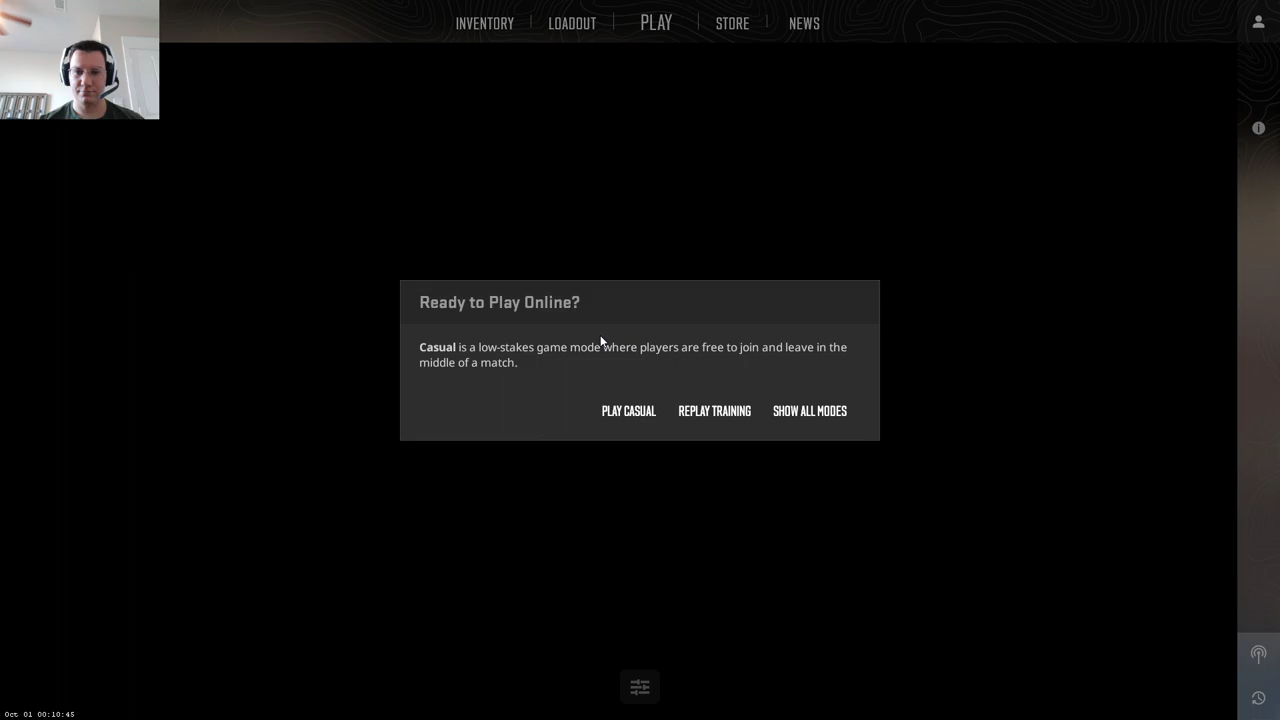 INVENTORY
LOADOUT
PLAY
STORE
NEWS
Ready to Play Online?
Casual is a low-stakes game mode where players are free to join and leave in the
middle of a match.
PLAY CASUAL
REPLAY TRAINING
SHOW ALL MODES
Oct 01 00:10:45